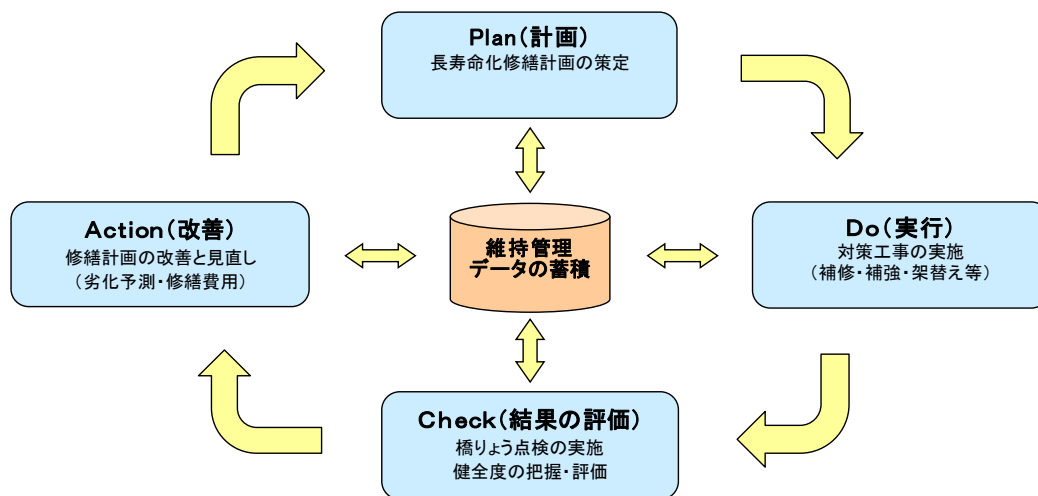 Plan(計画)
長寿命化修繕計画の策定
Action(改善)
修繕計画の改善と見直し
(劣化予測・修繕費用)
維持管理
データの蓄積
Do(実行)
対策工事の実施
(補修・補強・架替え等)
Check(結果の評価)
橋りょう点検の実施
健全度の把握・評価